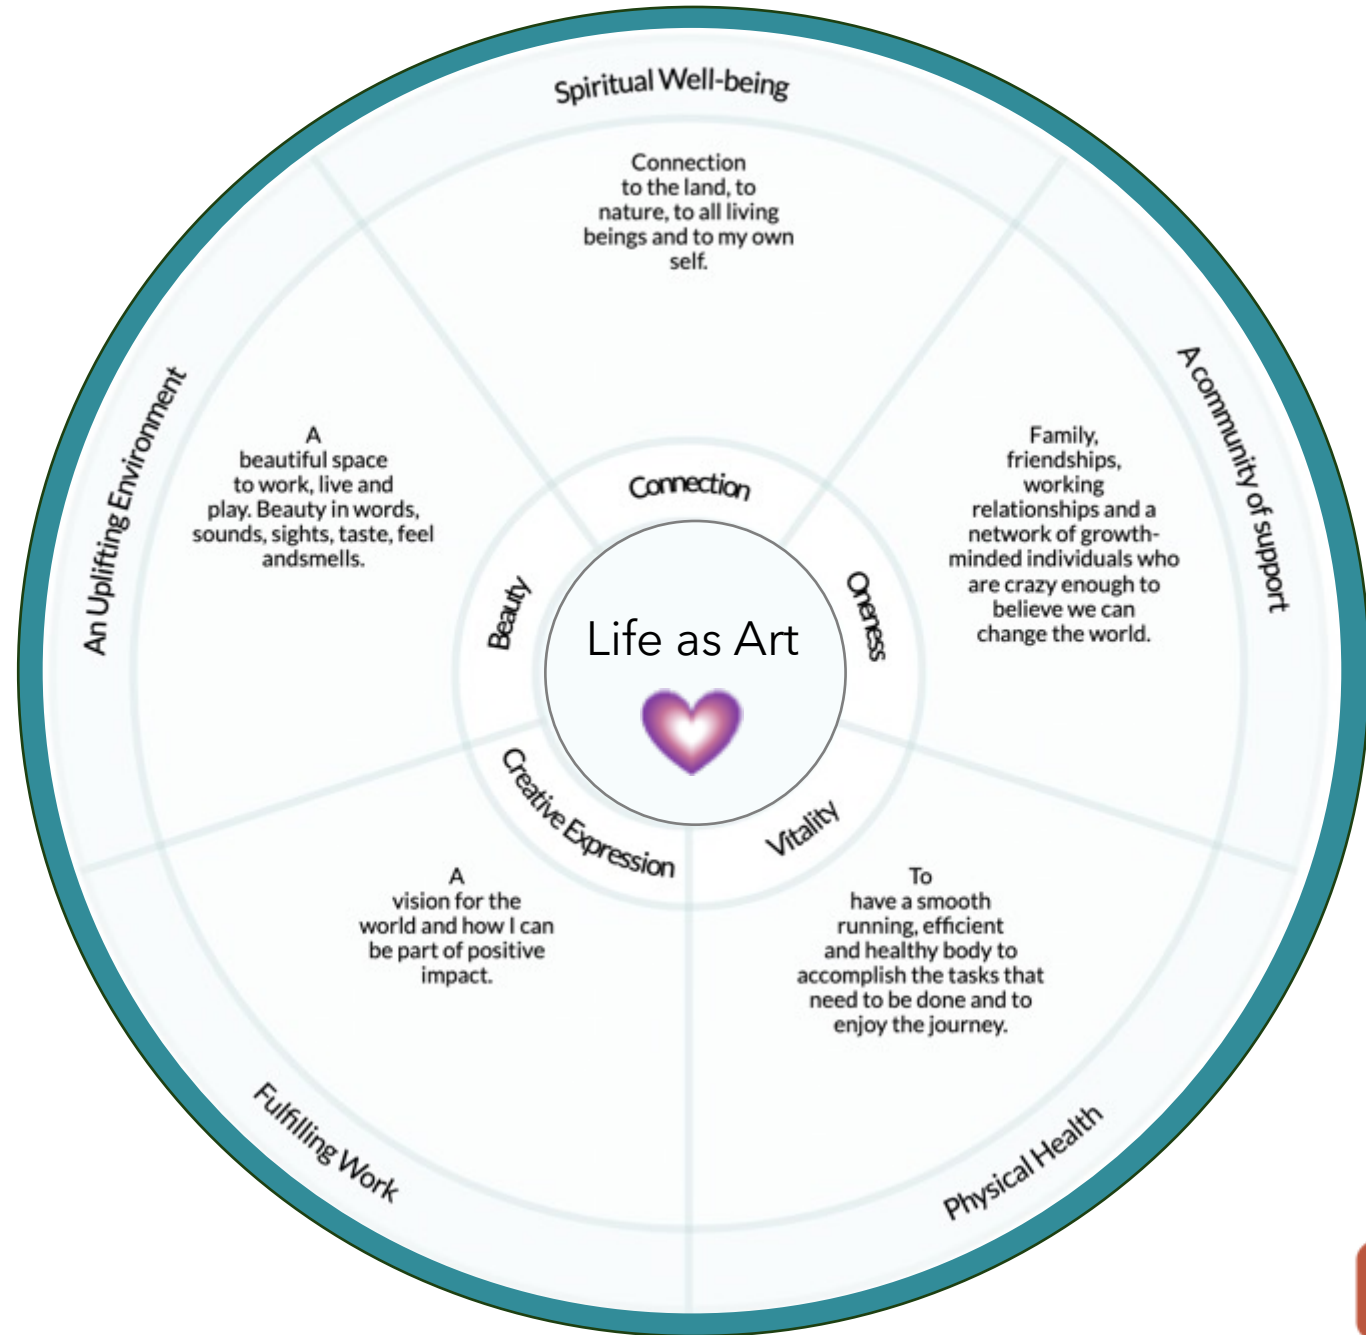 Spiritual Well-being
Connection
to the land, to
nature, to all living
beings and to my own
self.
A community of support
Family,
friendships,
working
relationships and a
network of growth-
minded individuals who
are crazy enough to
believe we can
change the world.
Physical Health
To
have a smooth
running, efficient
and healthy body to
accomplish the tasks that
need to be done and to
enjoy the journey.
Fulfilling Work
A
vision for the
world and how I can
be part of positive
impact.
An Uplifting Environment
A
beautiful space
to work, live and
play. Beauty in words,
sounds, sights, taste, feel
andsmells.
Connection
Oneness
Vitality
Creative Expression
Beauty
Life as Art